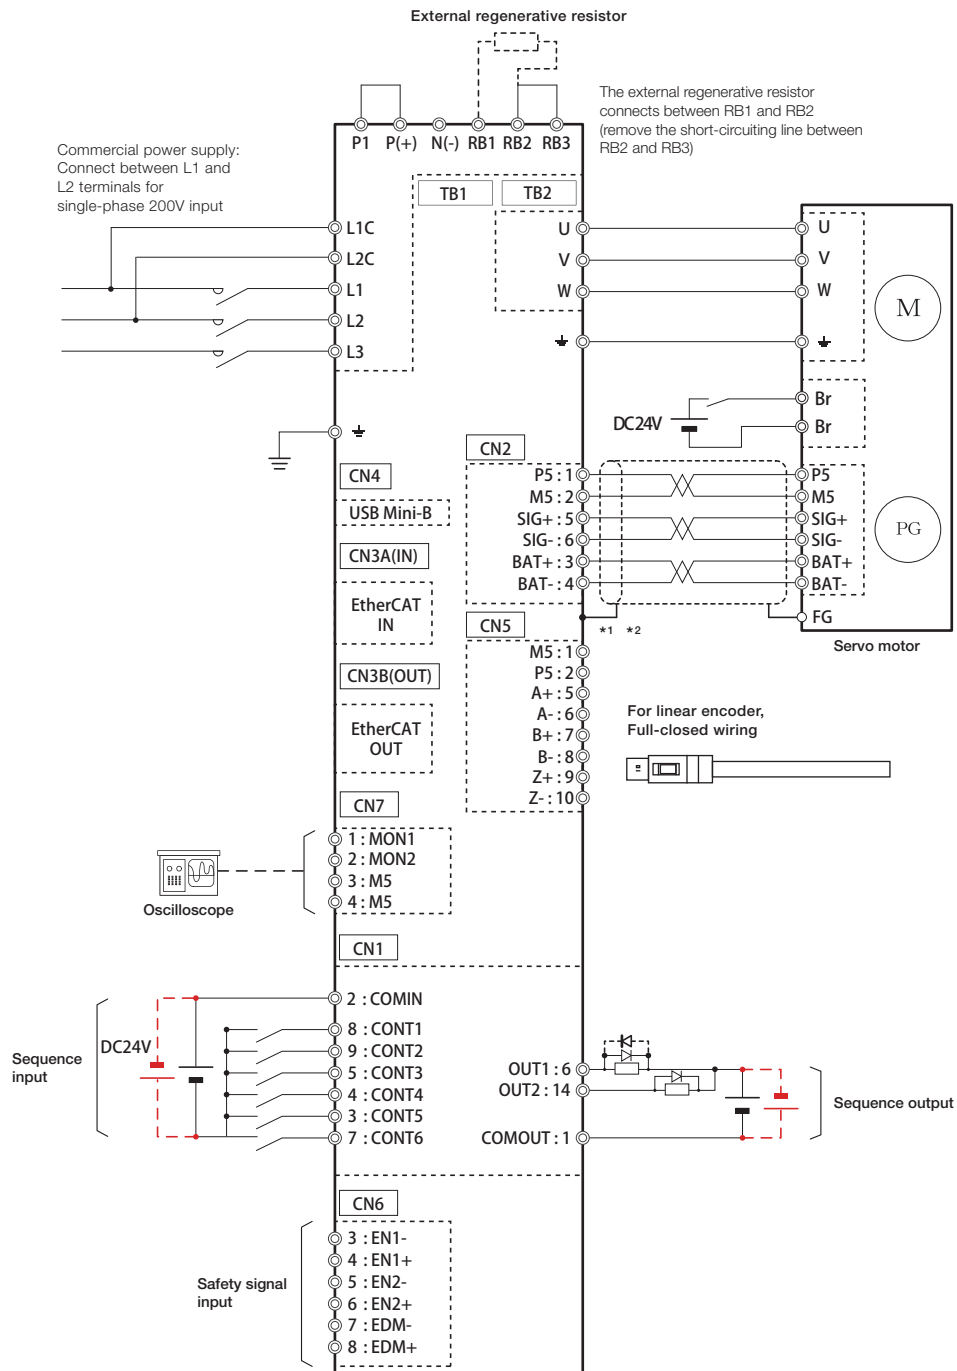 External regenerative resistor
The external regenerative resistor
connects between RB1 and RB2
(remove the short-circuiting line between
RB2 and RB3)
P1 P(+) N(-) RB1 RB2 RB3
Commercial power supply:
Connect between L1 and
L2 terminals for
single-phase 200V input
TB1
TB2
L1C
L2C
L1
L2
L3
U
V
W
U
V
W
M
Br
Br
DC24V
CN2
P5 : 1
M5 : 2
SIG+ : 5
SIG- : 6
BAT+ : 3
BAT- : 4
P5
M5
SIG+
SIG-
BAT+
BAT-
PG
FG
*1 *2
Servo motor
CN4
USB Mini-B
CN3A(IN)
EtherCAT
IN
CN3B(OUT)
EtherCAT
OUT
CN5
M5 : 1
P5 : 2
A+ : 5
A- : 6
B+ : 7
B- : 8
Z+ : 9
Z- : 10
For linear encoder,
Full-closed wiring
CN7
1 : MON1
2 : MON2
3 : M5
4 : M5
Oscilloscope
CN1
2 : COMIN
8 : CONT1
9 : CONT2
5 : CONT3
4 : CONT4
3 : CONT5
7 : CONT6
DC24V
Sequence
input
OUT1 : 6
OUT2 : 14
COMOUT : 1
Sequence output
CN6
3 : EN1-
4 : EN1+
5 : EN2-
6 : EN2+
7 : EDM-
8 : EDM+
Safety signal
input